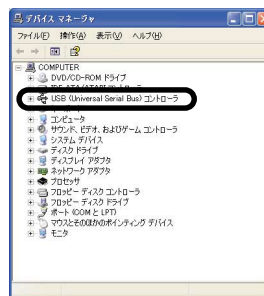 デバイス マネージャ
ファイル(F) 操作(A) 表示(V) ヘルプ(H)
COMPUTER
DVD/CD-ROM ドライブ
USB (Universal Serial Bus) コントローラ
コンピュータ
サウンド、ビデオ、およびゲーム コントローラ
システム デバイス
ディスク ドライブ
ディスプレイ アダプタ
ネットワーク アダプタ
プロセッサ
フロッピー ディスク コントローラ
フロッピー ディスク ドライブ
ポート (COM と LPT)
マウスとそのほかのポインティング デバイス
モニタ